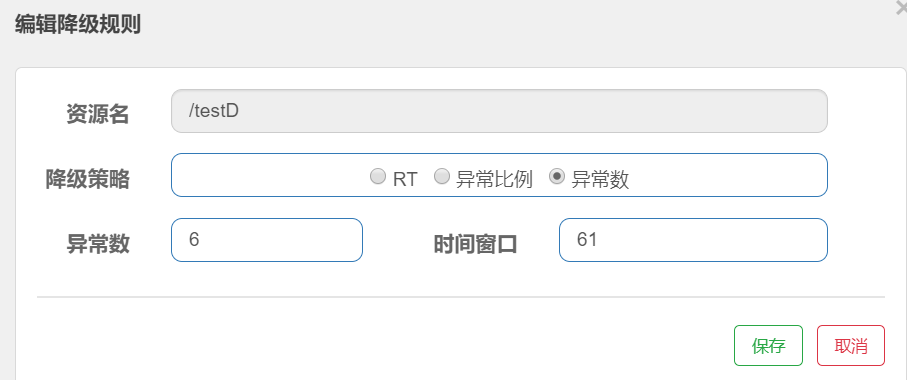 编辑降级规则
资源名 /testD
降级策略 RT 异常比例 异常数
异常数 6 时间窗口 61
保存 取消